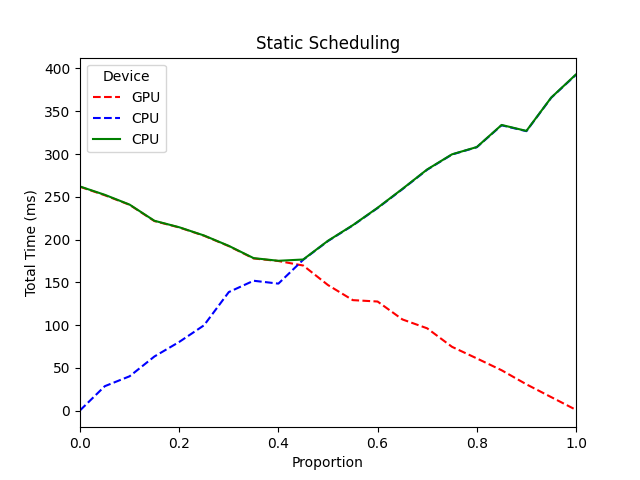 Static Scheduling
Device
GPU
CPU
CPU
Total Time (ms)
400
350
300
250
200
150
100
50
0
0.0 0.2 0.4 0.6 0.8 1.0
Proportion